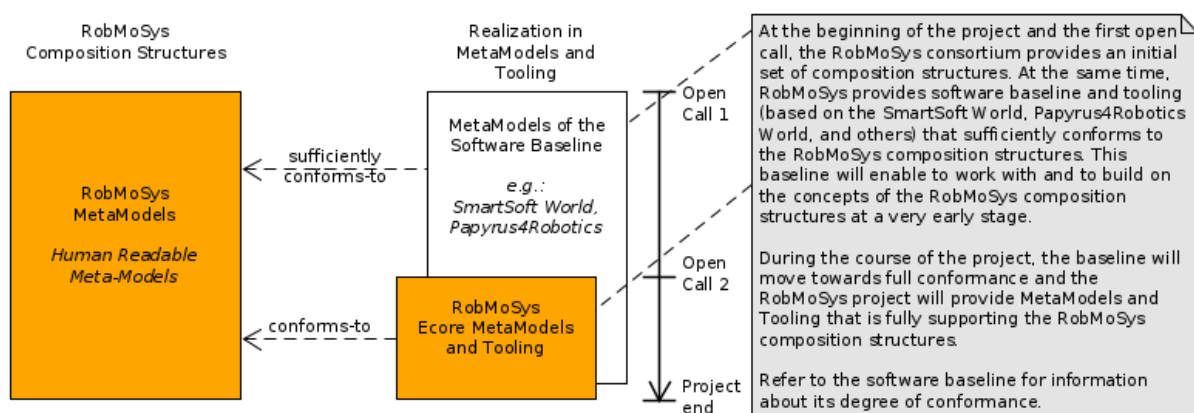 RobMoSys
Composition Structures
RobMoSys
MetaModels
Human Readable
Meta-Models
sufficiently
conforms-to
conforms-to
Realization in
MetaModels and
Tooling
MetaModels of the
Software Baseline
e.g.:
SmartSoft World,
Papyrus4Robotics
RobMoSys
Ecore MetaModels
and Tooling
Open
Call 1
Open
Call 2
Project
end
At the beginning of the project and the first open
call, the RobMoSys consortium provides an initial
set of composition structures. At the same time,
RobMoSys provides software baseline and tooling
(based on the SmartSoft World, Papyrus4Robotics
World, and others) that sufficiently conforms to
the RobMoSys composition structures. This
baseline will enable to work with and to build on
the concepts of the RobMoSys composition
structures at a very early stage.
During the course of the project, the baseline will
move towards full conformance and the
RobMoSys project will provide MetaModels and
Tooling that is fully supporting the RobMoSys
composition structures.
Refer to the software baseline for information
about its degree of conformance.